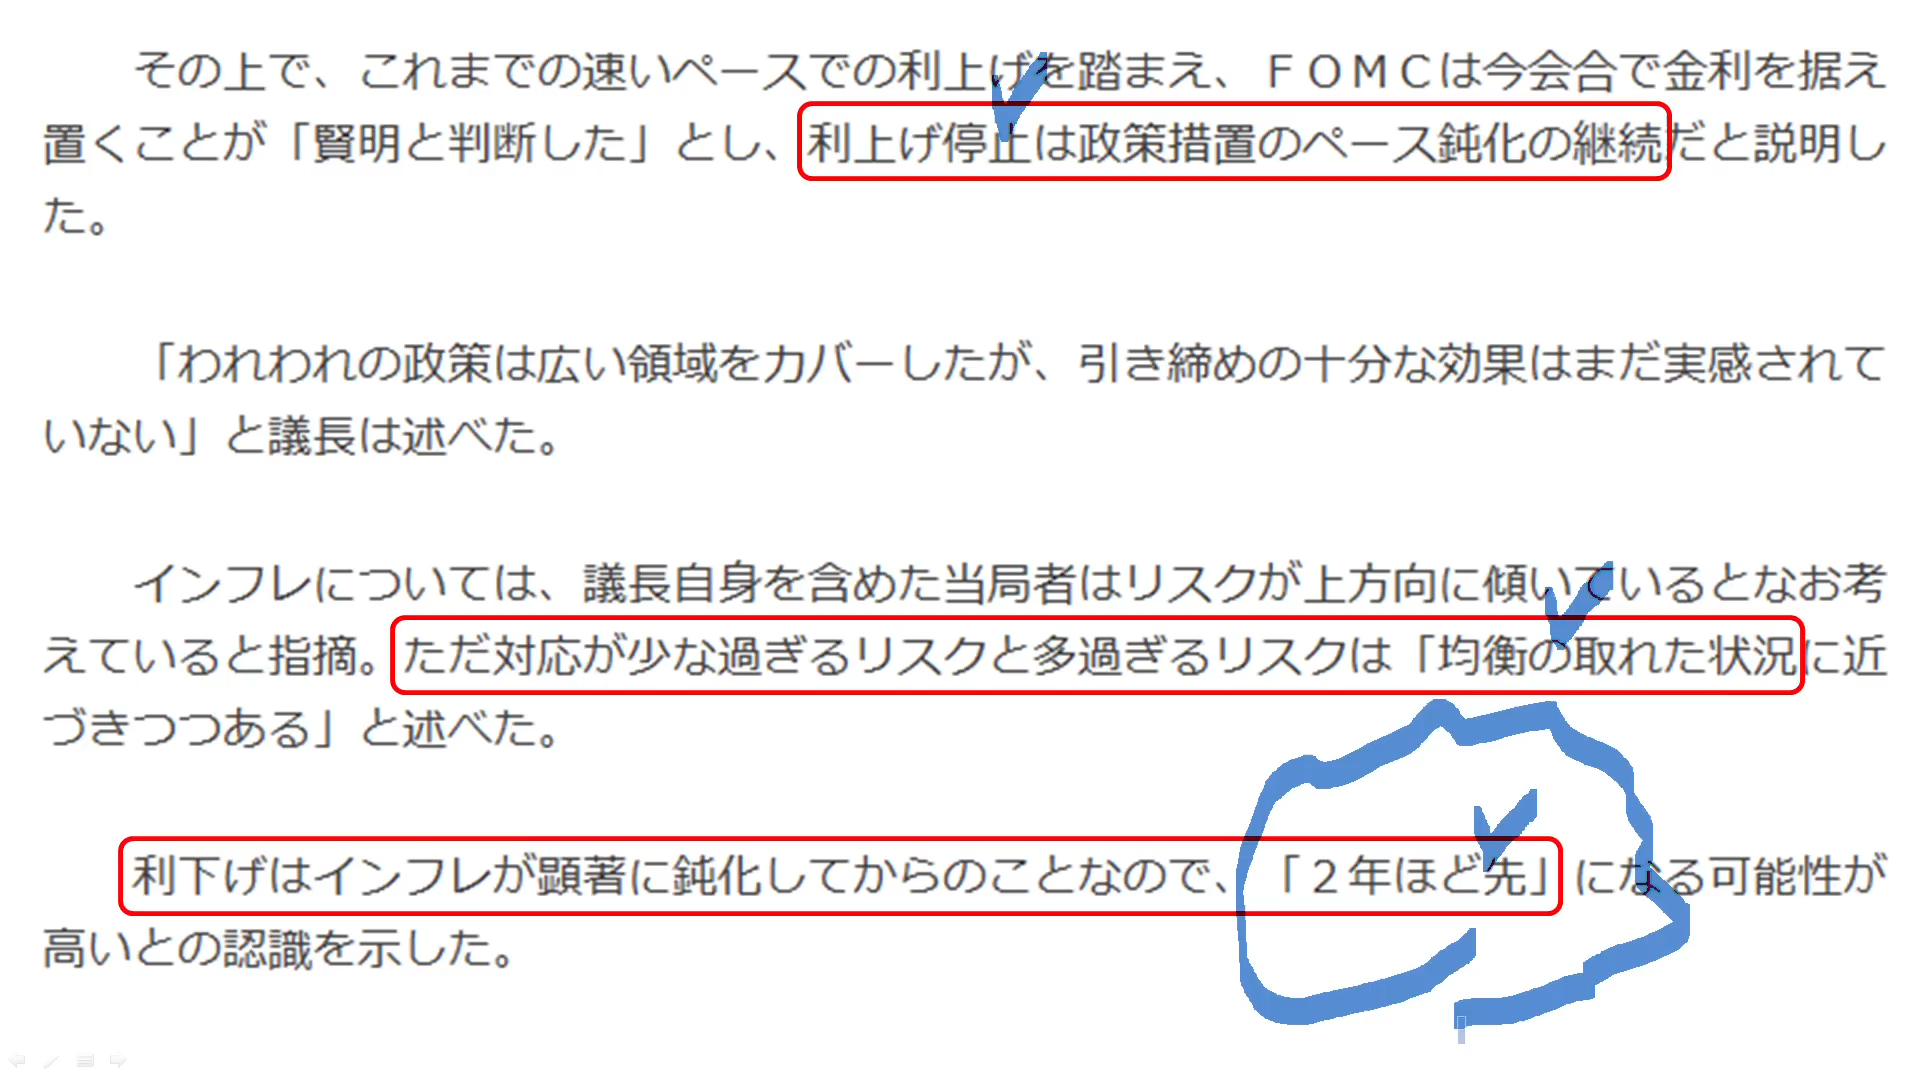 その上で、これまでの速いペースでの利上げを踏まえ、ＦＯＭＣは今会合で金利を据え
置くことが「賢明と判断した」とし、利上げ停止は政策措置のペース鈍化の継続だと説明し
た。
「われわれの政策は広い領域をカバーしたが、引き締めの十分な効果はまだ実感されて
いない」と議長は述べた。
インフレについては、議長自身を含めた当局者はリスクが上方向に傾いているとなお考
えていると指摘。ただ対応が少な過ぎるリスクと多過ぎるリスクは「均衡の取れた状況に近
づきつつある」と述べた。
利下げはインフレが顕著に鈍化してからのことなので、「２年ほど先」になる可能性が
高いとの認識を示した。